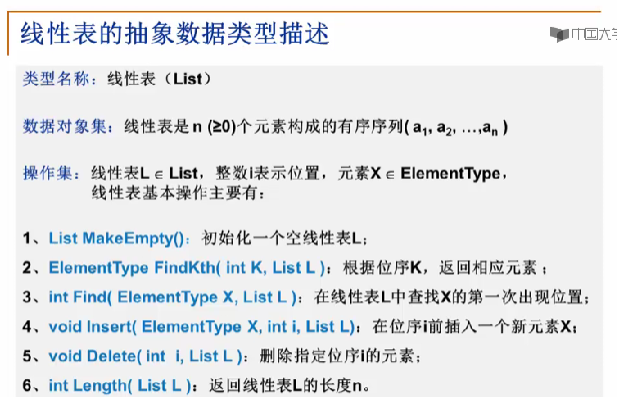 线性表的抽象数据类型描述
中国大学
类型名称：线性表（List）
数据对象集：线性表是n (≥0)个元素构成的有序序列( a1, a2, …,an )
操作集：线性表L∈List，整数i表示位置，元素X∈ElementType，
线性表基本操作主要有：
1、List MakeEmpty()：初始化一个空线性表L；
2、ElementType FindKth( int K, List L )：根据位序K，返回相应元素；
3、int Find( ElementType X, List L )：在线性表L中查找X的第一次出现位置；
4、void Insert( ElementType X, int i, List L)：在位序i前插入一个新元素X；
5、void Delete( int i, List L )：删除指定位序i的元素；
6、int Length( List L )：返回线性表L的长度n。